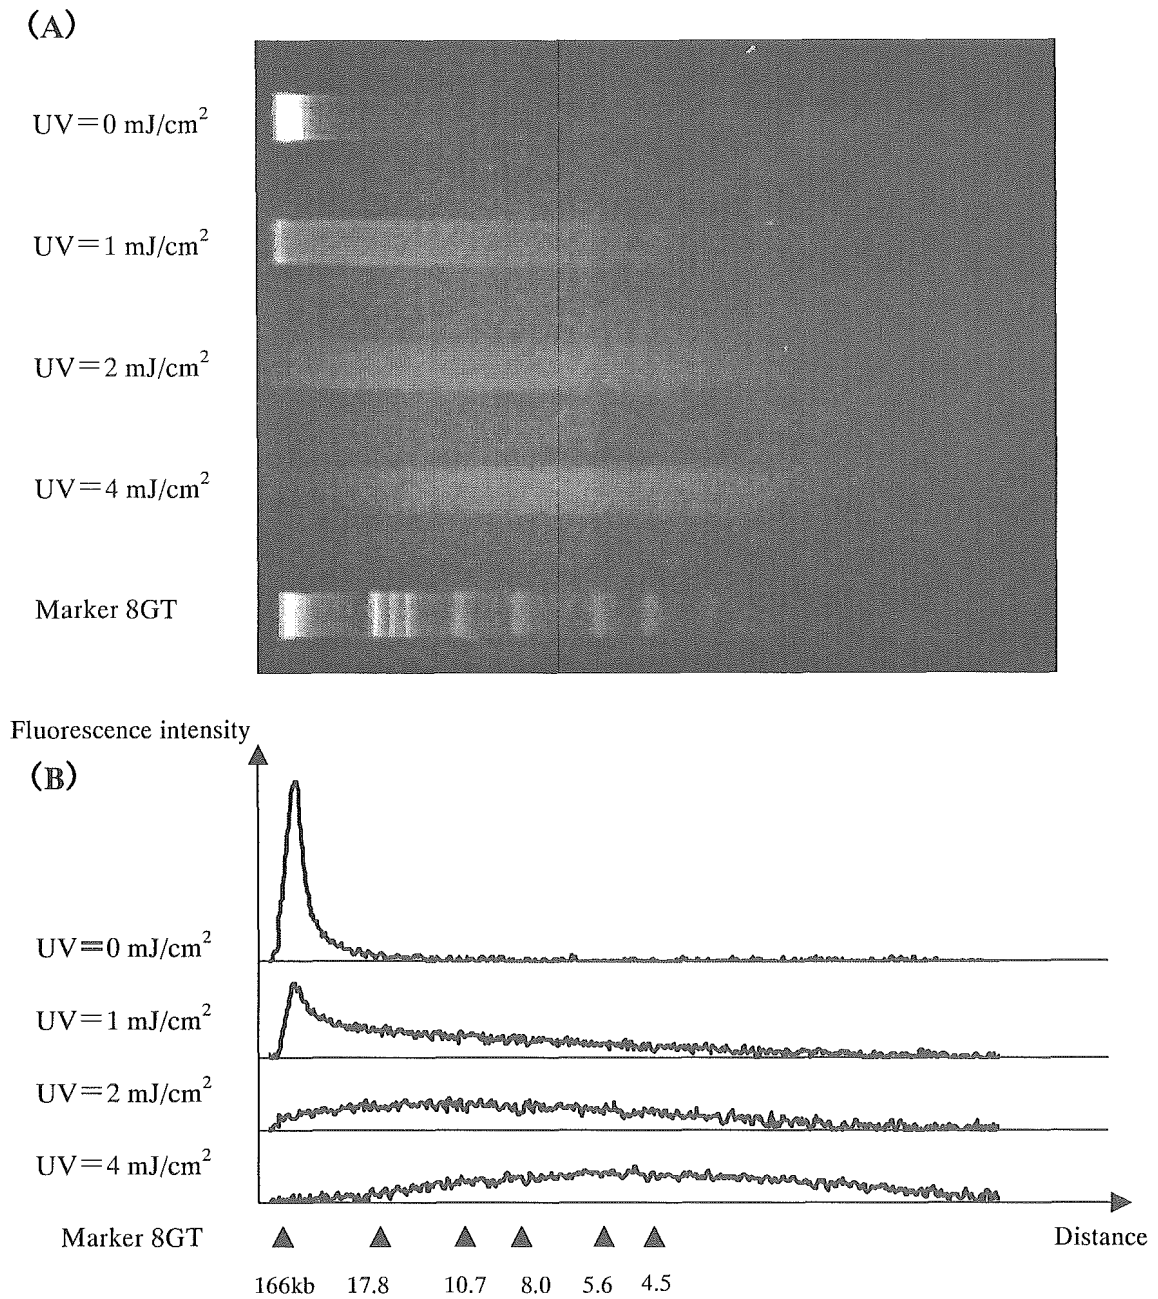 (A)
UV=0 mJ/cm²
UV=1 mJ/cm²
UV=2 mJ/cm²
UV=4 mJ/cm²
Marker 8GT
Fluorescence intensity
(B)
UV=0 mJ/cm²
UV=1 mJ/cm²
UV=2 mJ/cm²
UV=4 mJ/cm²
Marker 8GT
Distance
166kb 17.8 10.7 8.0 5.6 4.5